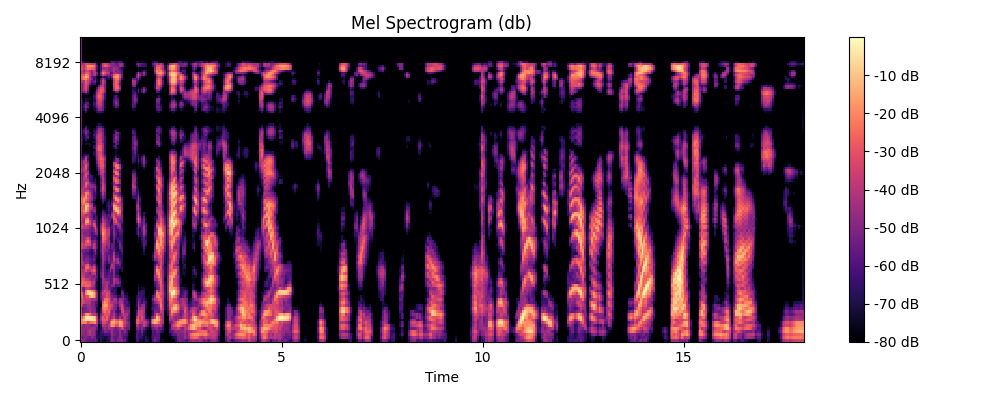 Mel Spectrogram (db)
8192
4096
2048
1024
512
0
Hz
0
5
10
15
Time
-10 dB
-20 dB
-30 dB
-40 dB
-50 dB
-60 dB
-70 dB
-80 dB